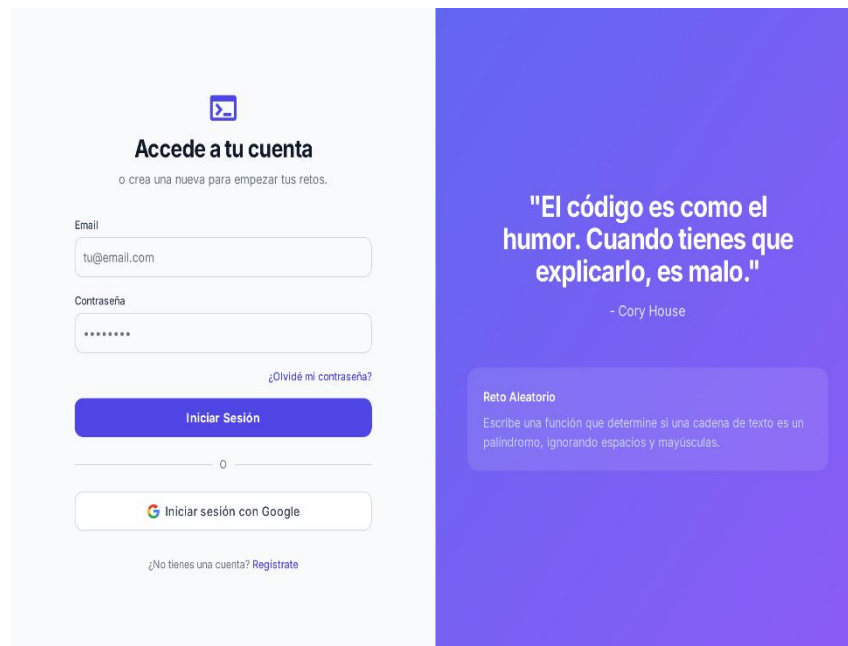 Accede a tu cuenta
o crea una nueva para empezar tus retos.
Email
tu@email.com
Contraseña
••••••••
¿Olvidé mi contraseña?
Iniciar Sesión
O
Iniciar sesión con Google
¿No tienes una cuenta? Registrate
"El código es como el
humor. Cuando tienes que
explicarlo, es malo."
- Cory House
Reto Aleatorio
Escribe una función que determine si una cadena de texto es un
palíndromo, ignorando espacios y mayúsculas.